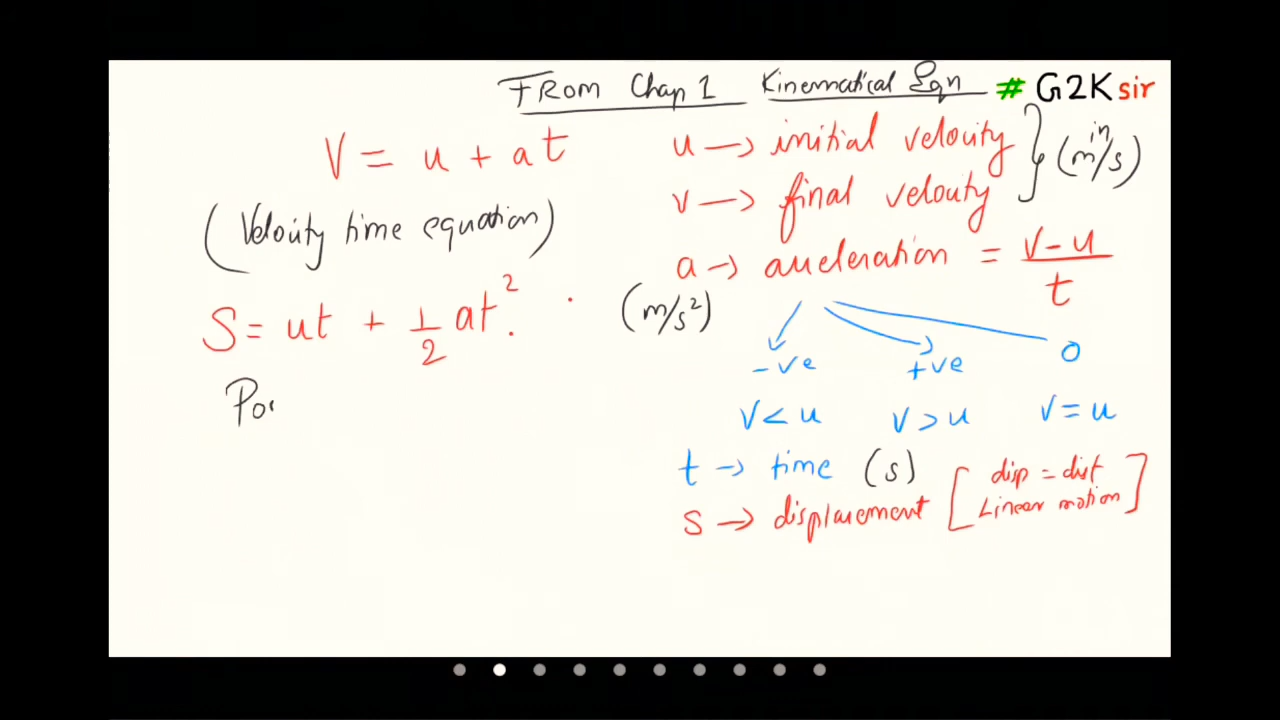 FROM Chap 1 Kinematical Eqn # G2K sir
V = u + at
(Velocity time equation)
S = ut + 1/2 at².
Pos
u → initial velocity
v → final velocity
} (in m/s)
a → acceleration = v - u / t
(m/s²)
-ve +ve 0
v < u v > u v = u
t → time (s)
s → displacement [disp = dist Linear motion]